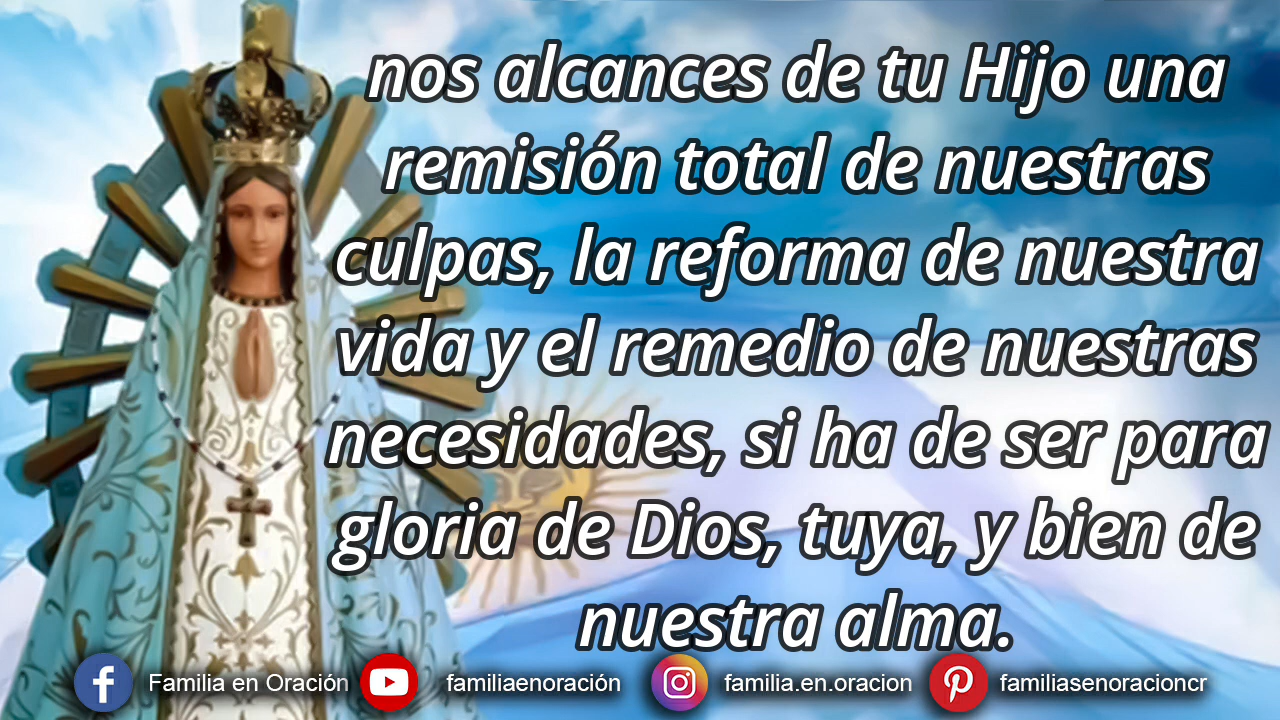 nos alcances de tu Hijo una
remisión total de nuestras
culpas, la reforma de nuestra
vida y el remedio de nuestras
necesidades, si ha de ser para
gloria de Dios, tuya, y bien de
nuestra alma.
Familia en Oración familiaenoración familia.en.oracion familiasenoracioncr